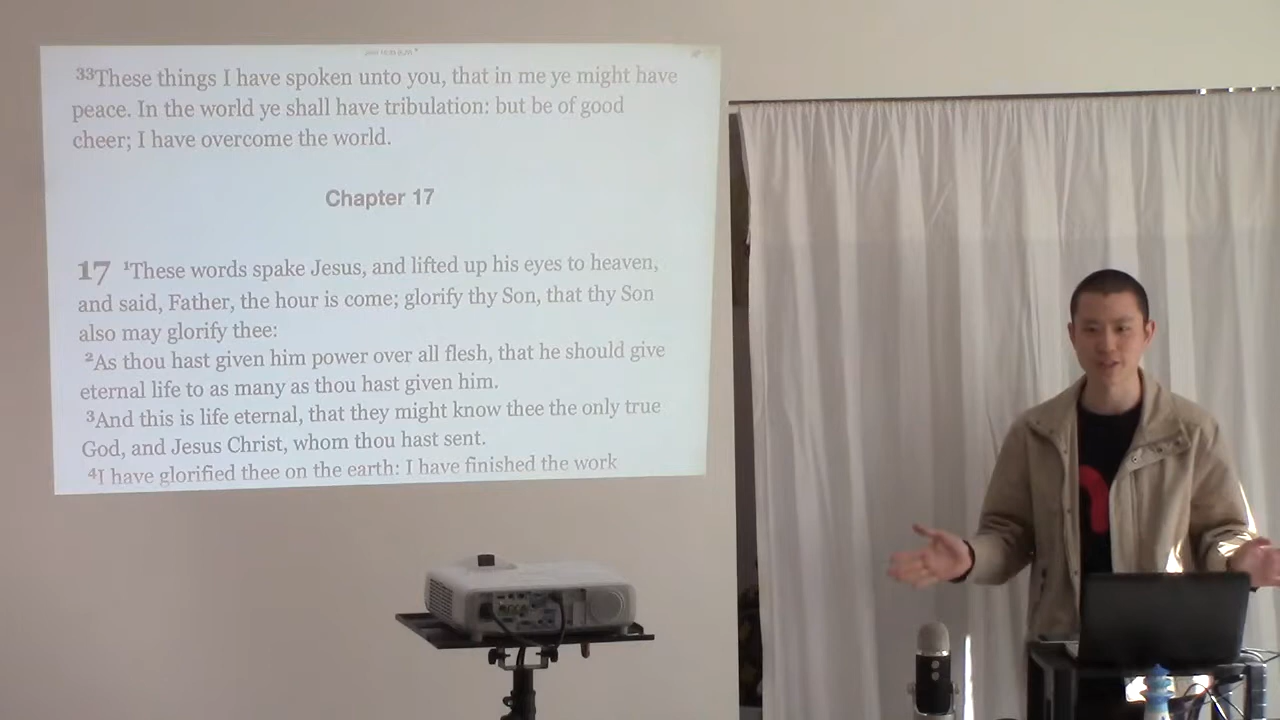 33These things I have spoken unto you, that in me ye might have
peace. In the world ye shall have tribulation: but be of good
cheer; I have overcome the world.
Chapter 17
17 1These words spake Jesus, and lifted up his eyes to heaven,
and said, Father, the hour is come; glorify thy Son, that thy Son
also may glorify thee:
2As thou hast given him power over all flesh, that he should give
eternal life to as many as thou hast given him.
3And this is life eternal, that they might know thee the only true
God, and Jesus Christ, whom thou hast sent.
4I have glorified thee on the earth: I have finished the work